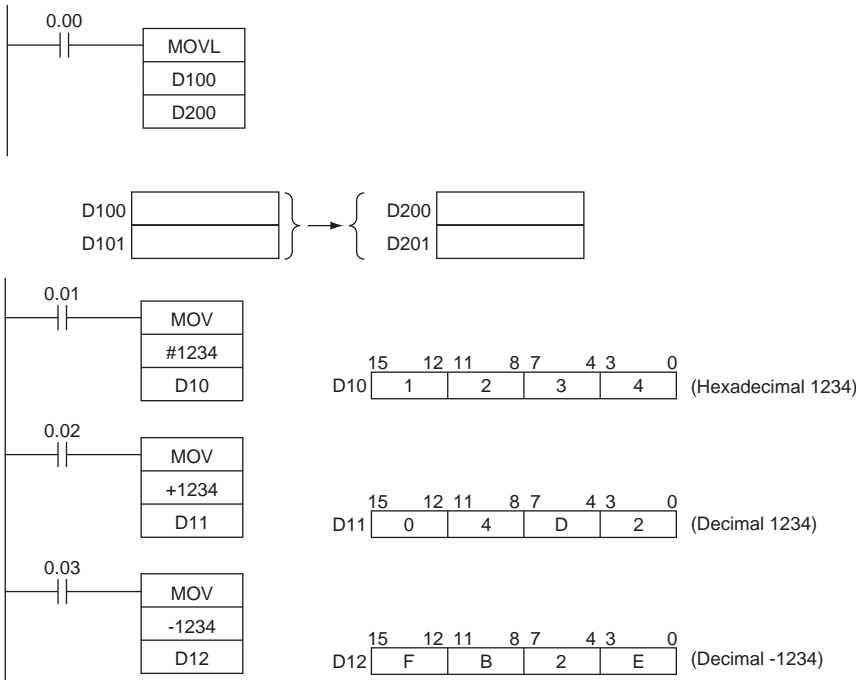 0.00
MOVL
D100
D200
D100
D101
D200
D201
0.01
MOV
#1234
D10
15 12 11 8 7 4 3 0
D10 1 2 3 4 (Hexadecimal 1234)
0.02
MOV
+1234
D11
15 12 11 8 7 4 3 0
D11 0 4 D 2 (Decimal 1234)
0.03
MOV
-1234
D12
15 12 11 8 7 4 3 0
D12 F B 2 E (Decimal -1234)